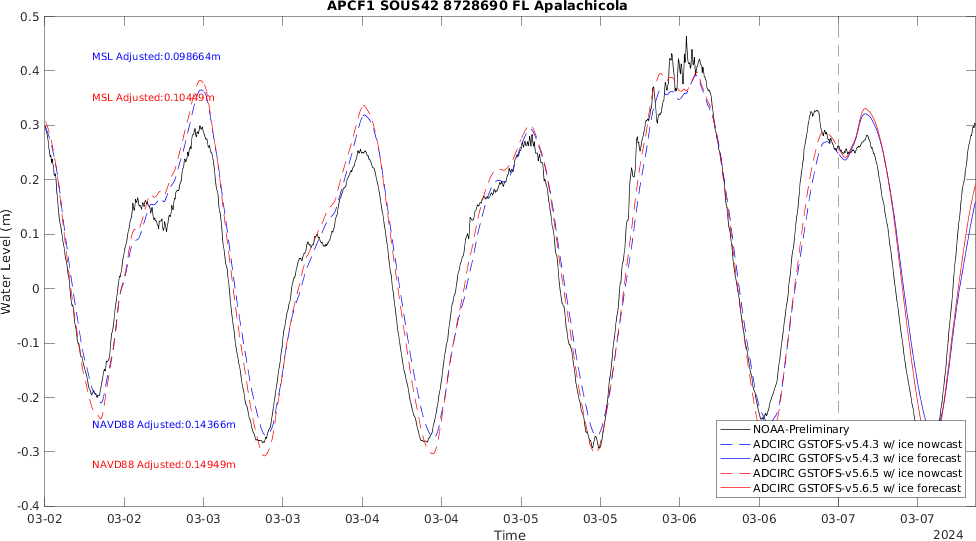 APCF1 SOUS42 8728690 FL Apalachicola
0.5
0.4
0.3
0.2
0.1
0
-0.1
-0.2
-0.3
-0.4
Water Level (m)
MSL Adjusted:0.098664m
MSL Adjusted:0.10449m
NAVD88 Adjusted:0.14366m
NAVD88 Adjusted:0.14949m
NOAA-Preliminary
ADCIRC GSTOFS-v5.4.3 w/ ice nowcast
ADCIRC GSTOFS-v5.4.3 w/ ice forecast
ADCIRC GSTOFS-v5.6.5 w/ ice nowcast
ADCIRC GSTOFS-v5.6.5 w/ ice forecast
03-02 03-02 03-03 03-03 03-04 03-04 03-05 03-05 03-06 03-06 03-07 03-07
Time
2024